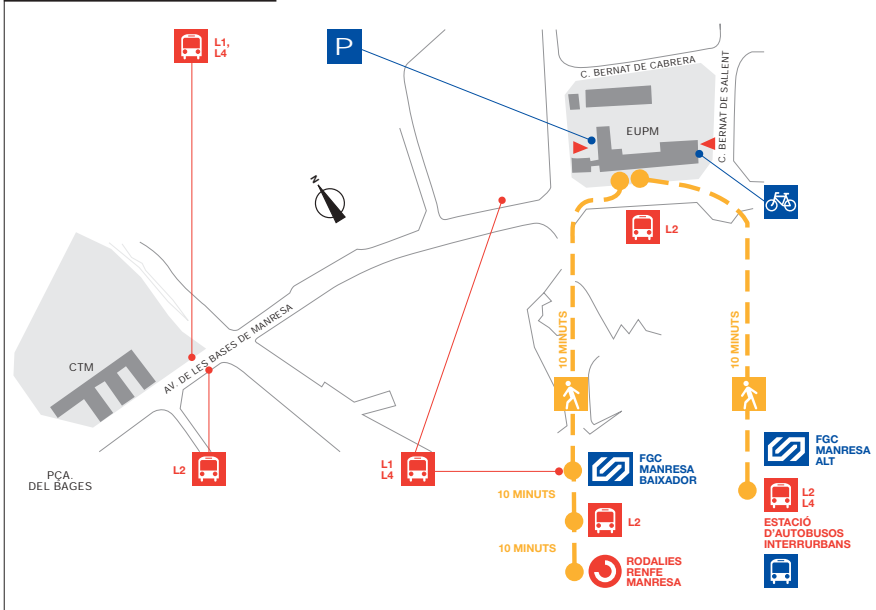 L1,
L4
P
C. BERNAT DE CABRERA
C. BERNAT DE SALLENT
EUPM
N
L2
AV. DE LES BASES DE MANRESA
CTM
10 MINUTS
10 MINUTS
PÇA.
DEL BAGES
L2
L1
L4
FGC
MANRESA
BAIXADOR
FGC
MANRESA
ALT
10 MINUTS
L2
L2
L4
10 MINUTS
RODALIES
RENFE
MANRESA
ESTACIÓ
D'AUTOBUSOS
INTERRURBANS